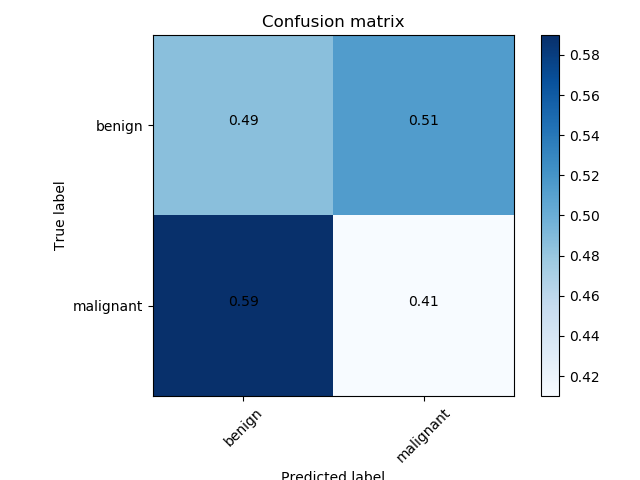 Confusion matrix
benign
malignant
True label
0.49
0.51
0.59
0.41
benign
malignant
Predicted label
0.58
0.56
0.54
0.52
0.50
0.48
0.46
0.44
0.42